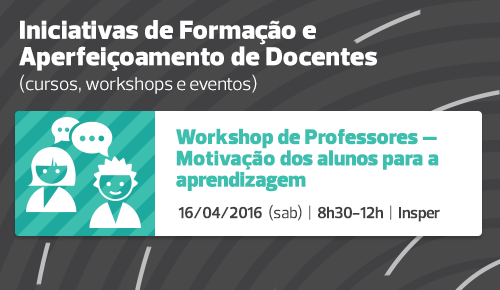 Iniciativas de Formação e
Aperfeiçoamento de Docentes
(cursos, workshops e eventos)
Workshop de Professores —
Motivação dos alunos para a
aprendizagem
16/04/2016 (sab) | 8h30–12h | Insper